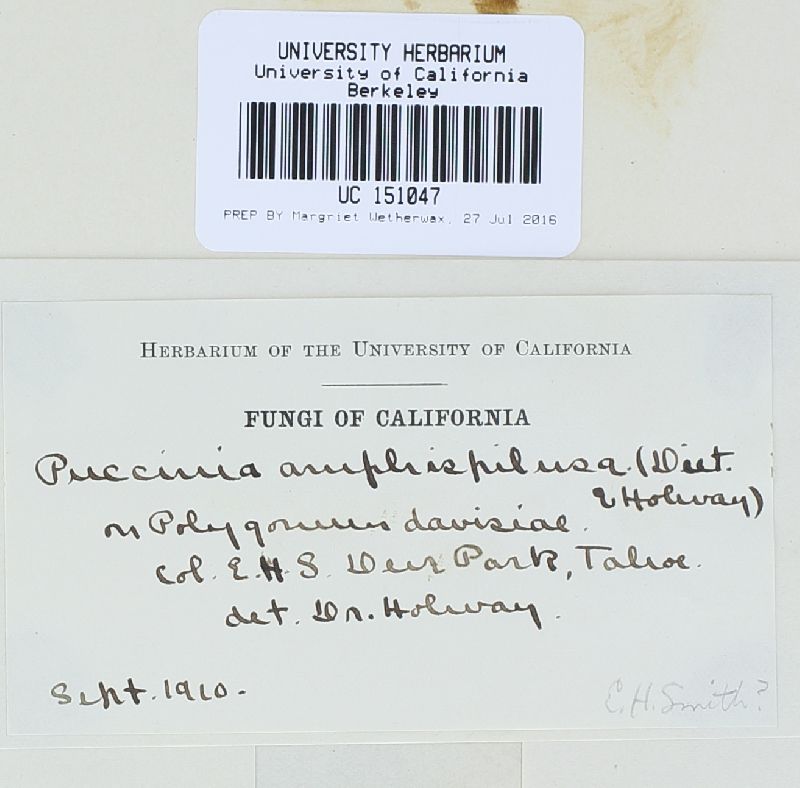 UNIVERSITY HERBARIUM
University of California
Berkeley
UC 151047
PREP BY Margriet Wetherwax, 27 Jul 2016
HERBARIUM OF THE UNIVERSITY OF CALIFORNIA
FUNGI OF CALIFORNIA
Puccinia amphispilusa (Diet.
& Holway)
on Polygonum davisiae.
Col. E.H.S. Deer Park, Tahoe.
det. Dr. Holway.
Sept. 1910.
E.H. Smith?